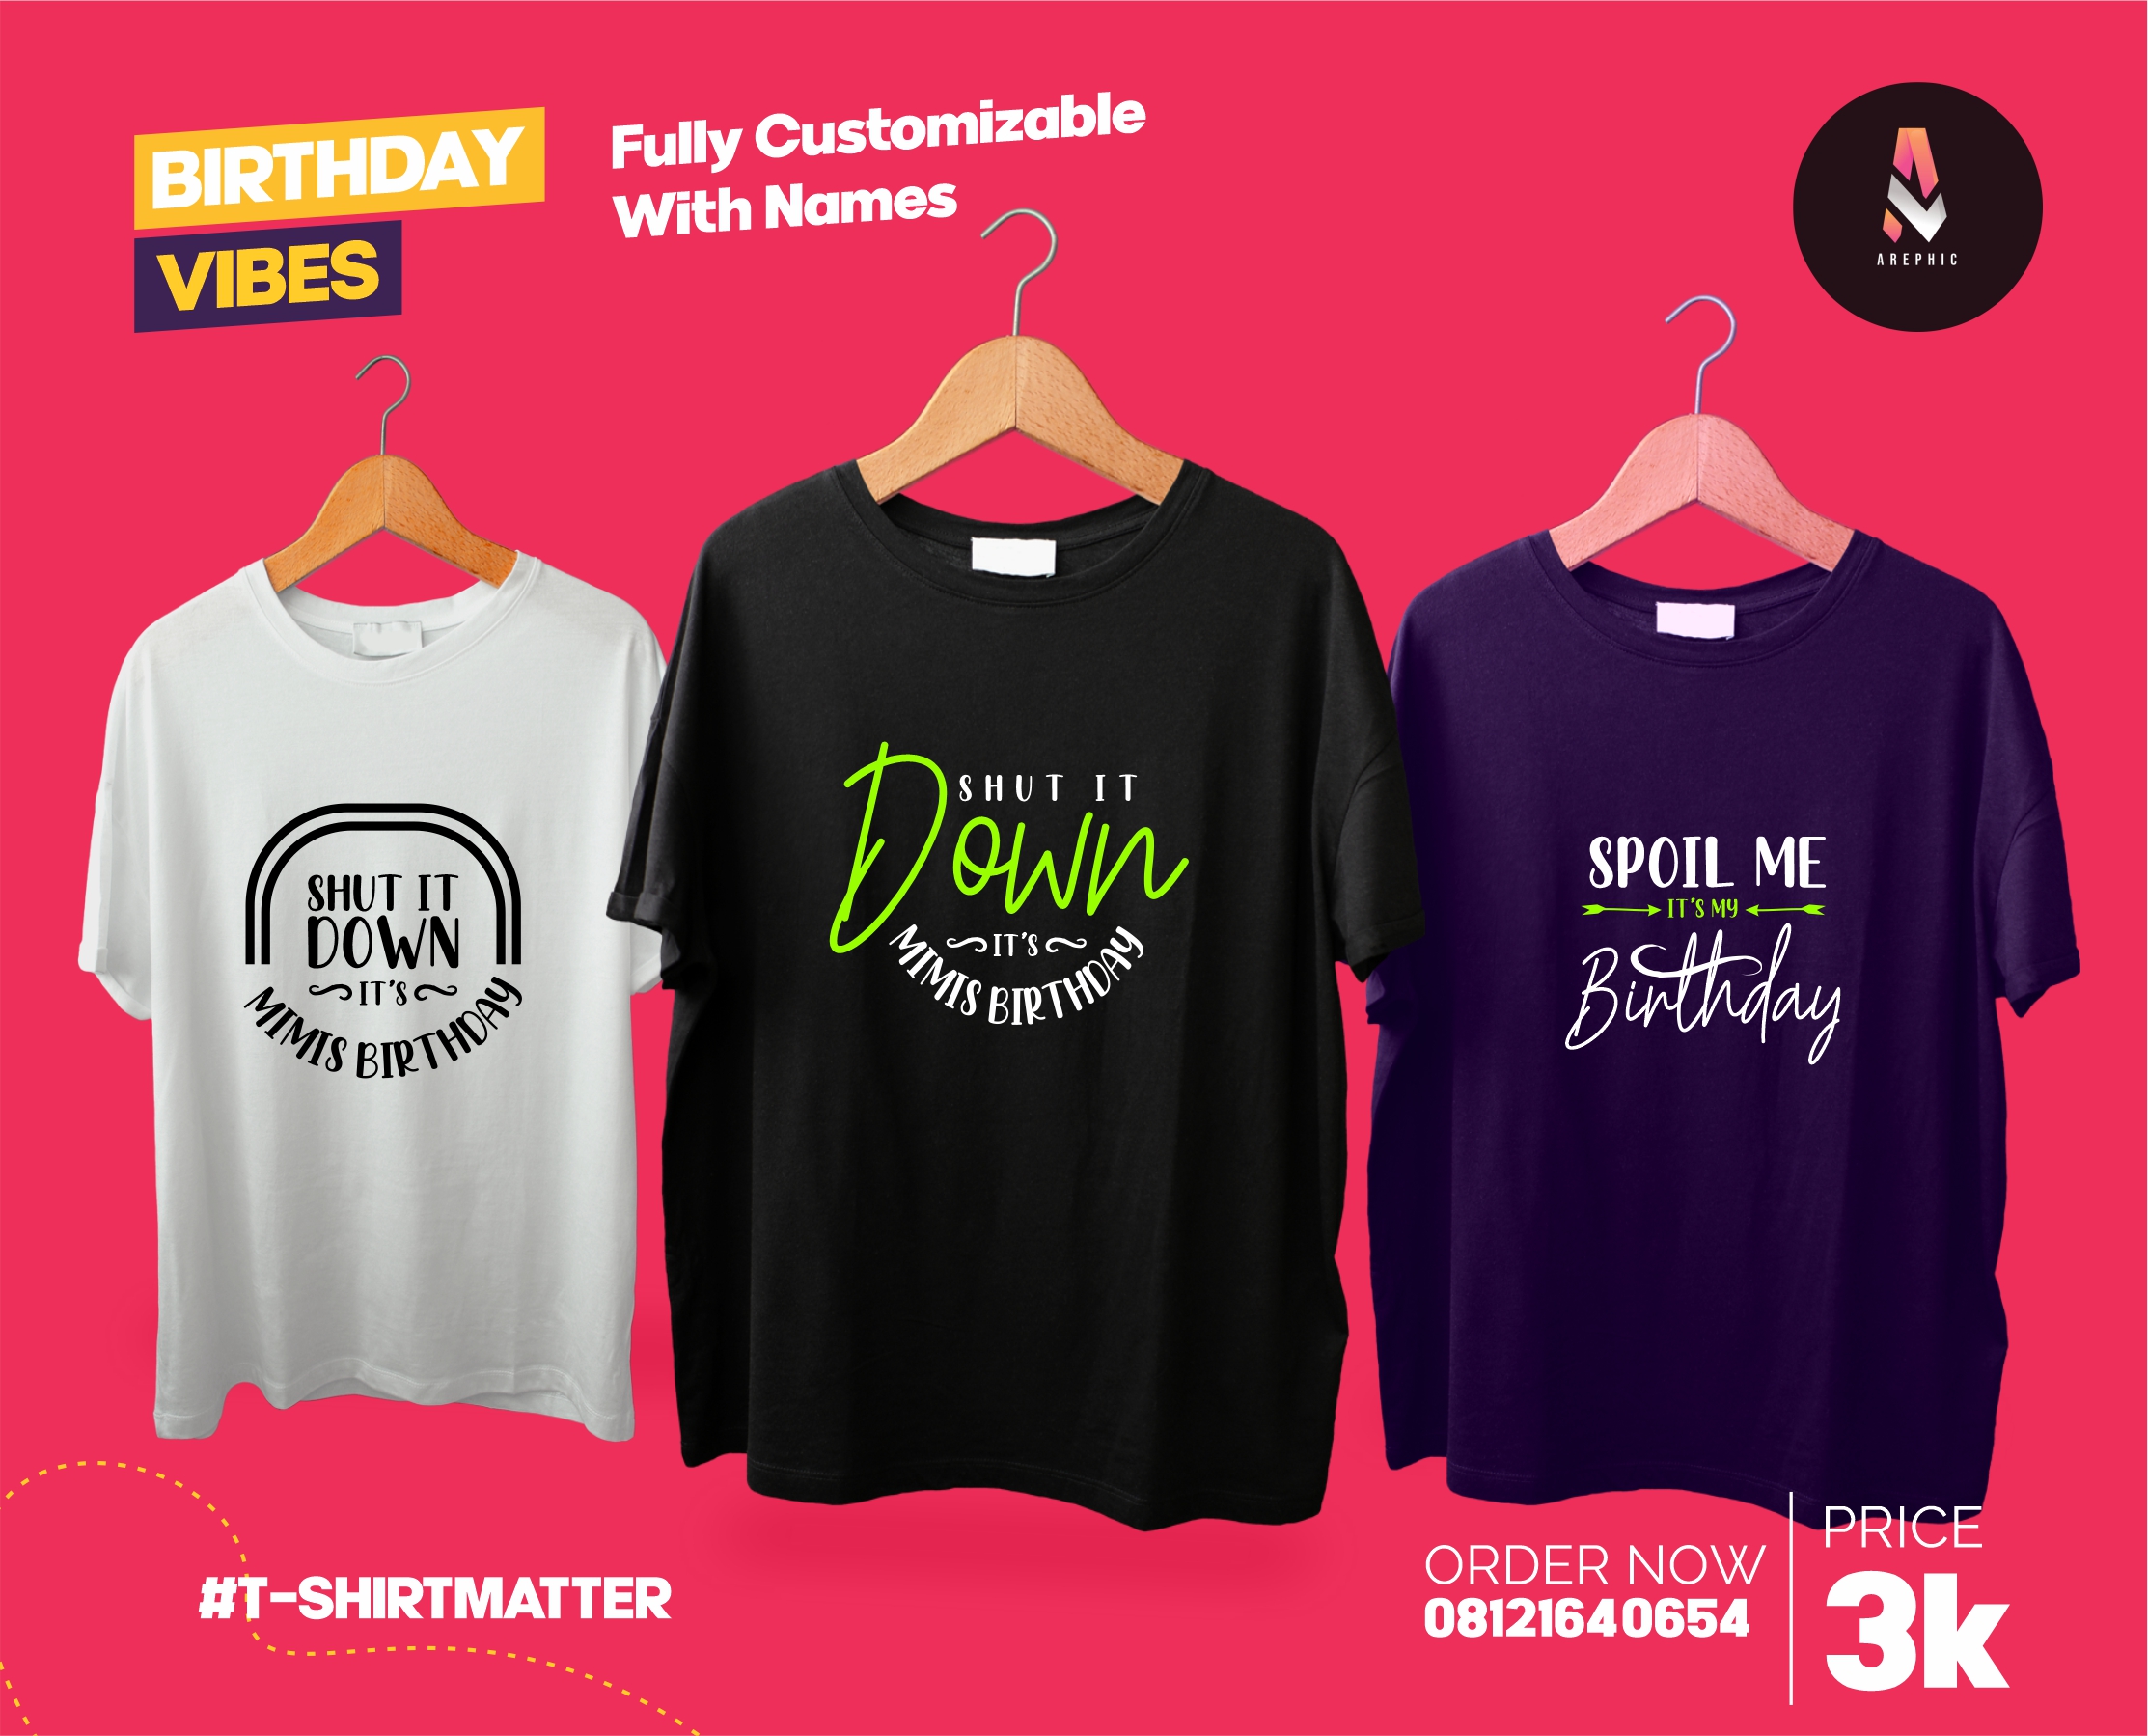 BIRTHDAY
VIBES
Fully Customizable
With Names
AREPHIC
SHUT IT
DOWN
IT'S
MIMIS BIRTHDAY
SHUT IT
Down
IT'S
MIMIS BIRTHDAY
SPOIL ME
IT'S MY
Birthday
#T-SHIRTMATTER
ORDER NOW
08121640654
PRICE
3k